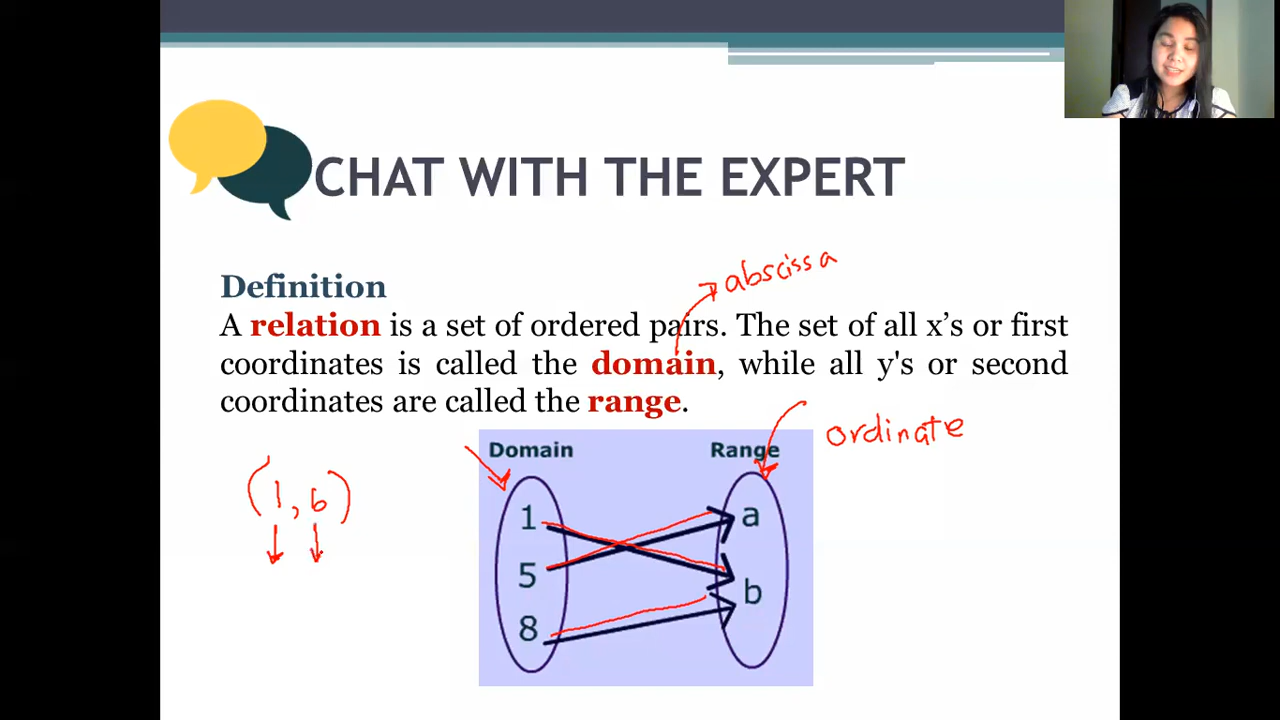 CHAT WITH THE EXPERT
abscissa
Definition
A relation is a set of ordered pairs. The set of all x's or first
coordinates is called the domain, while all y's or second
coordinates are called the range.
ordinate
Domain Range
(1, b)
1 a
5 b
8